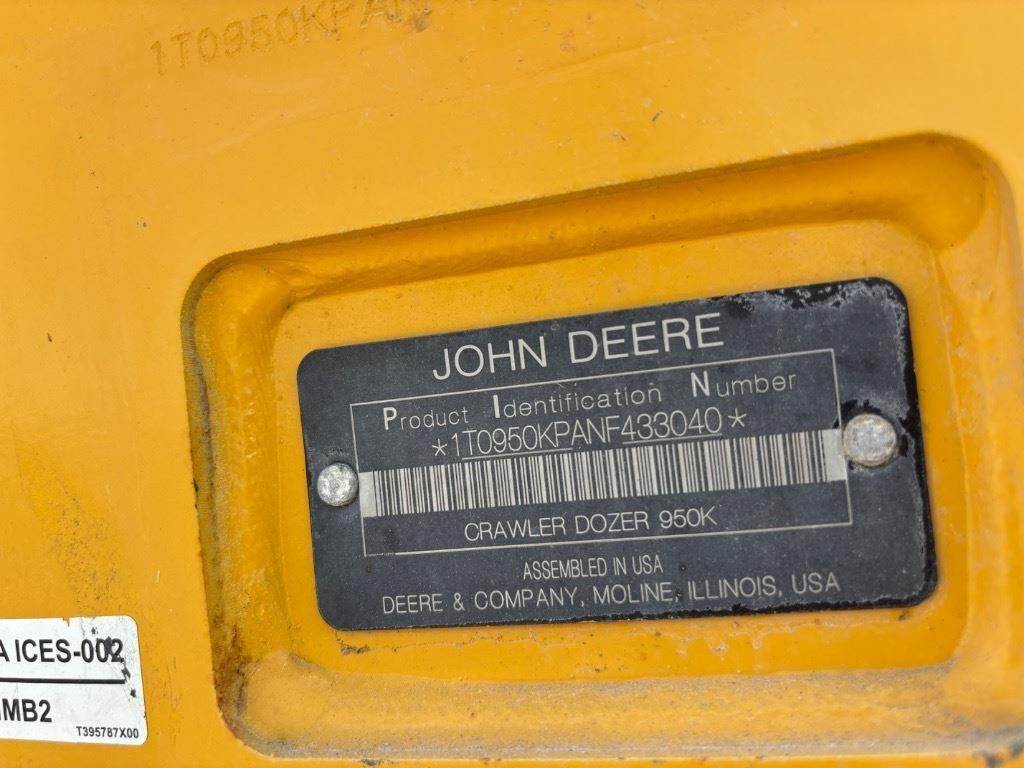 1T0950KPAN
JOHN DEERE
Product Identification Number
*1T0950KPANF433040*
CRAWLER DOZER 950K
ASSEMBLED IN USA
DEERE & COMPANY, MOLINE, ILLINOIS, USA
A ICES-002
MB2
T395787X00